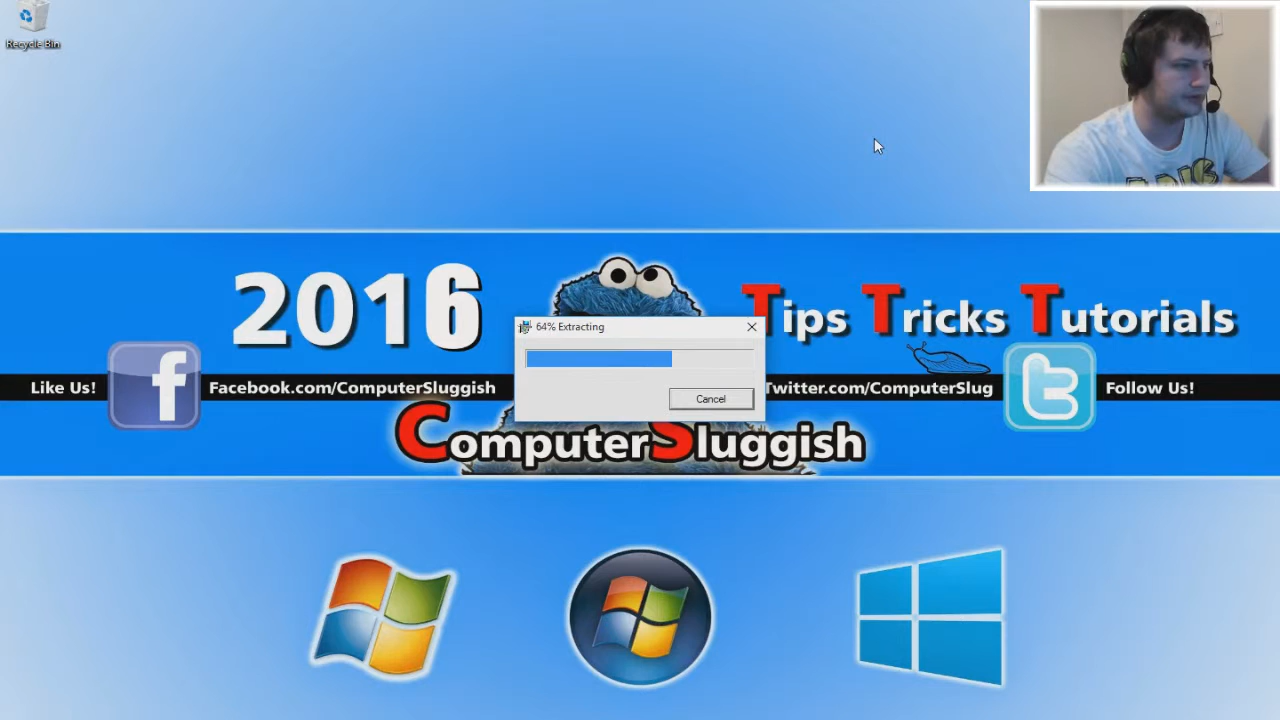 Recycle Bin
2016
Tips Tricks Tutorials
64% Extracting
Cancel
Like Us!
f
Facebook.com/ComputerSluggish
Twitter.com/ComputerSlug
t
Follow Us!
ComputerSluggish